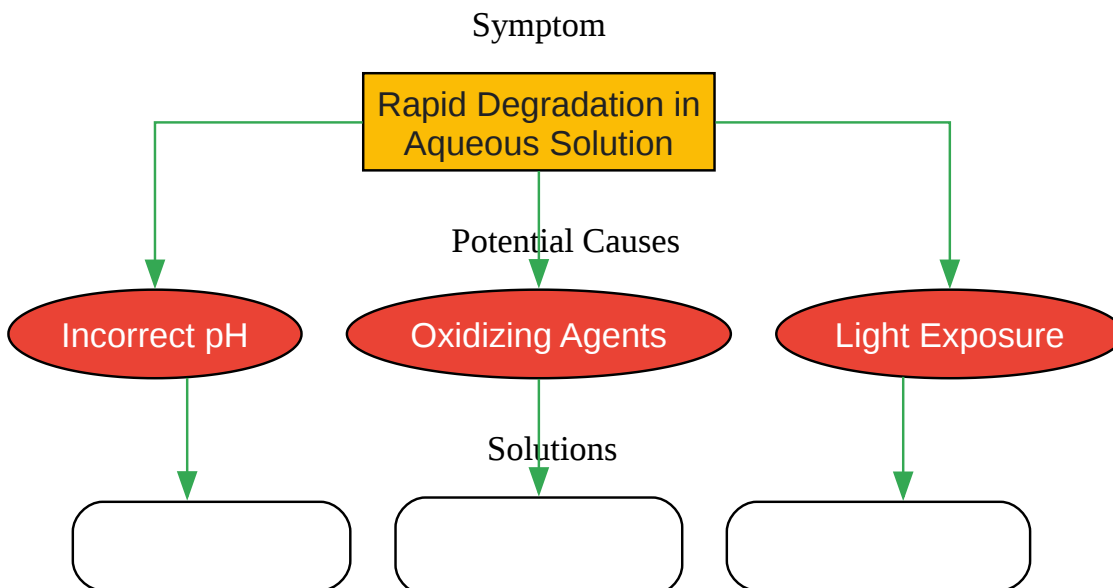 Symptom
Rapid Degradation in
Aqueous Solution
Potential Causes
Incorrect pH
Oxidizing Agents
Light Exposure
Solutions